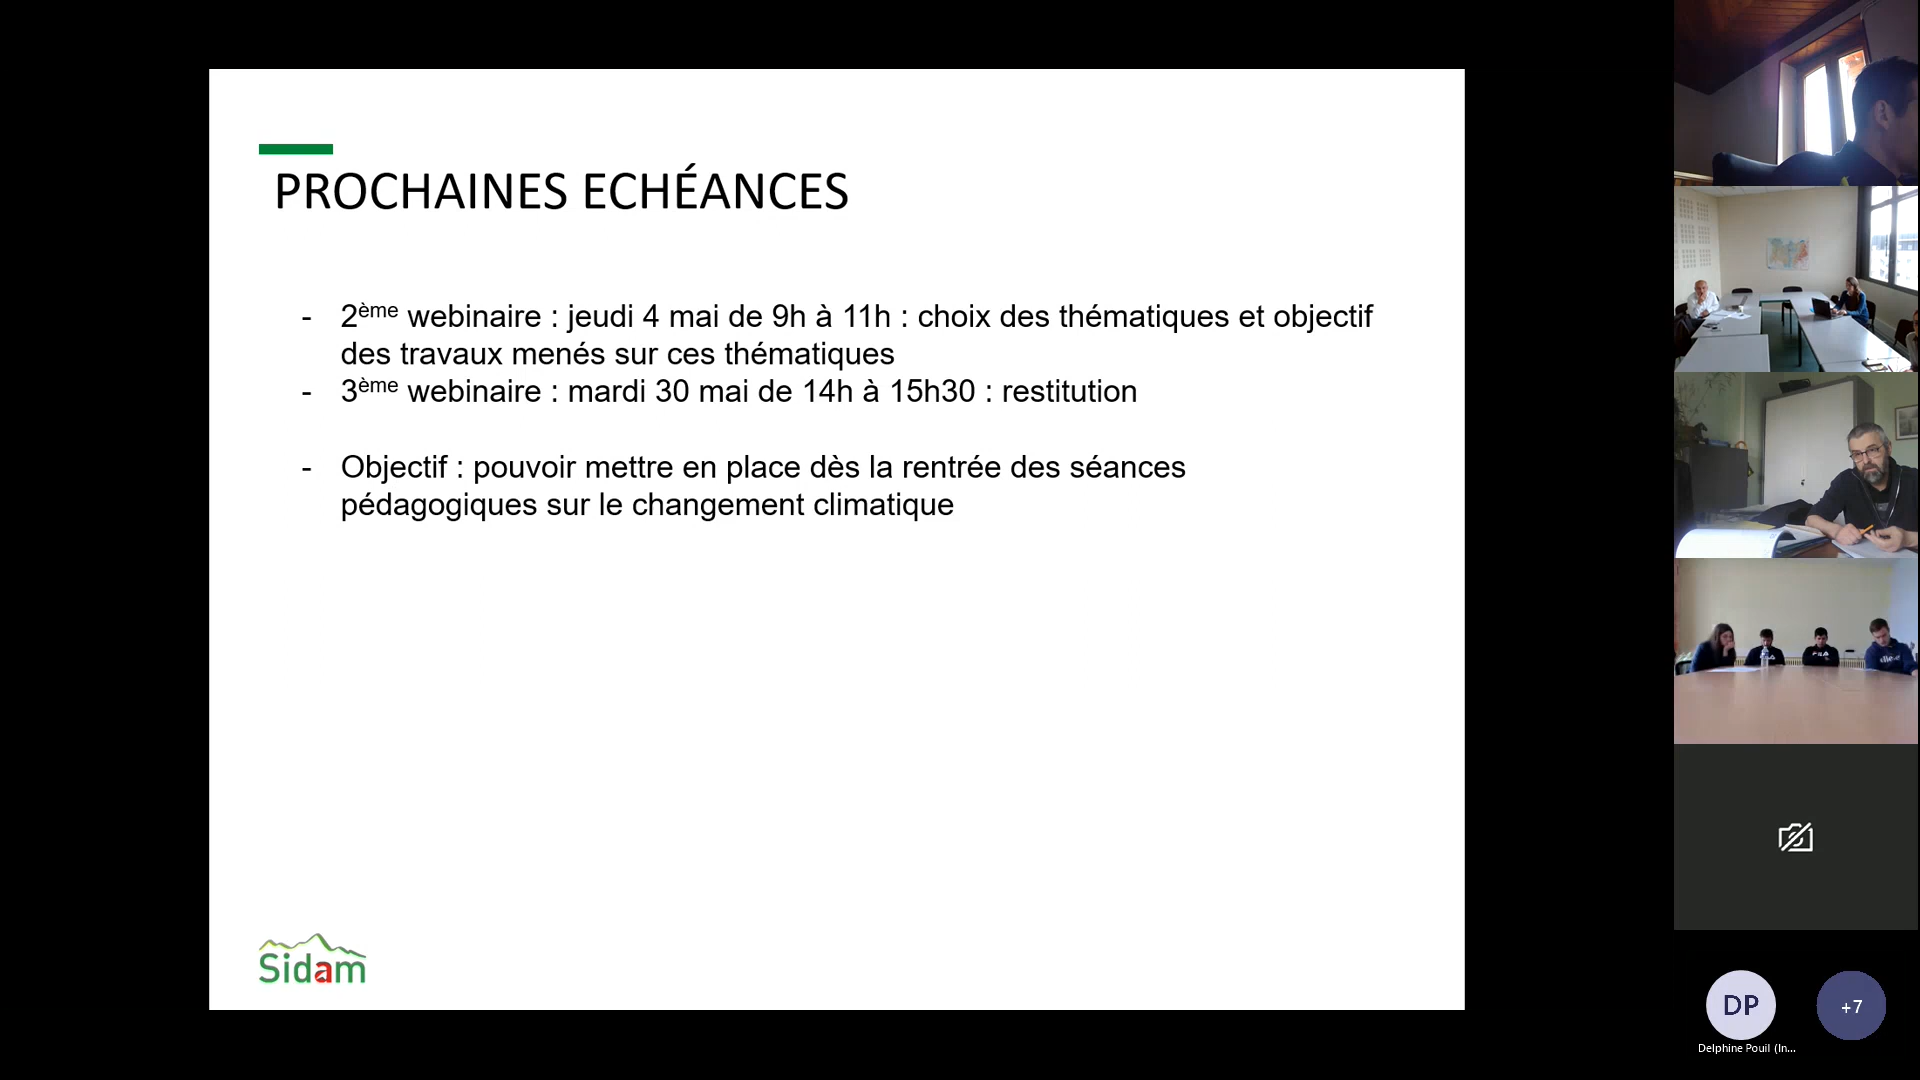 PROCHAINES ECHÉANCES
- 2ème webinaire : jeudi 4 mai de 9h à 11h : choix des thématiques et objectif
des travaux menés sur ces thématiques
- 3ème webinaire : mardi 30 mai de 14h à 15h30 : restitution
- Objectif : pouvoir mettre en place dès la rentrée des séances
pédagogiques sur le changement climatique
Sidam
FILA
DP
+7
Delphine Pouil (In...